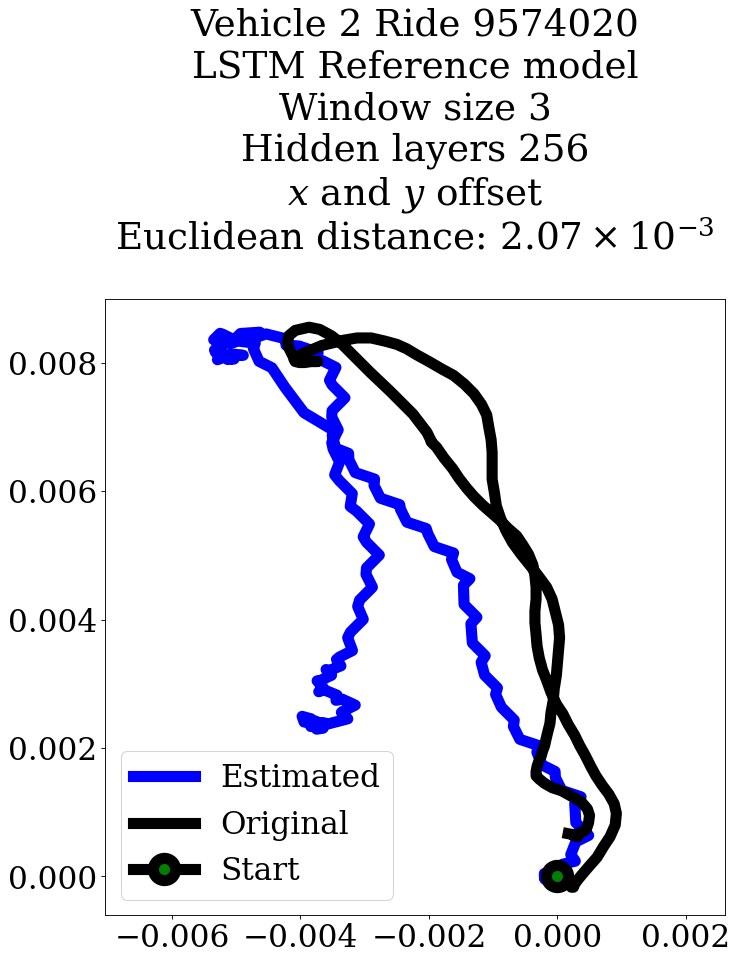 Vehicle 2 Ride 9574020
LSTM Reference model
Window size 3
Hidden layers 256
x and y offset
Euclidean distance: 2.07 × 10⁻³
0.008
0.006
0.004
0.002
0.000
Estimated
Original
Start
−0.006 −0.004 −0.002 0.000 0.002